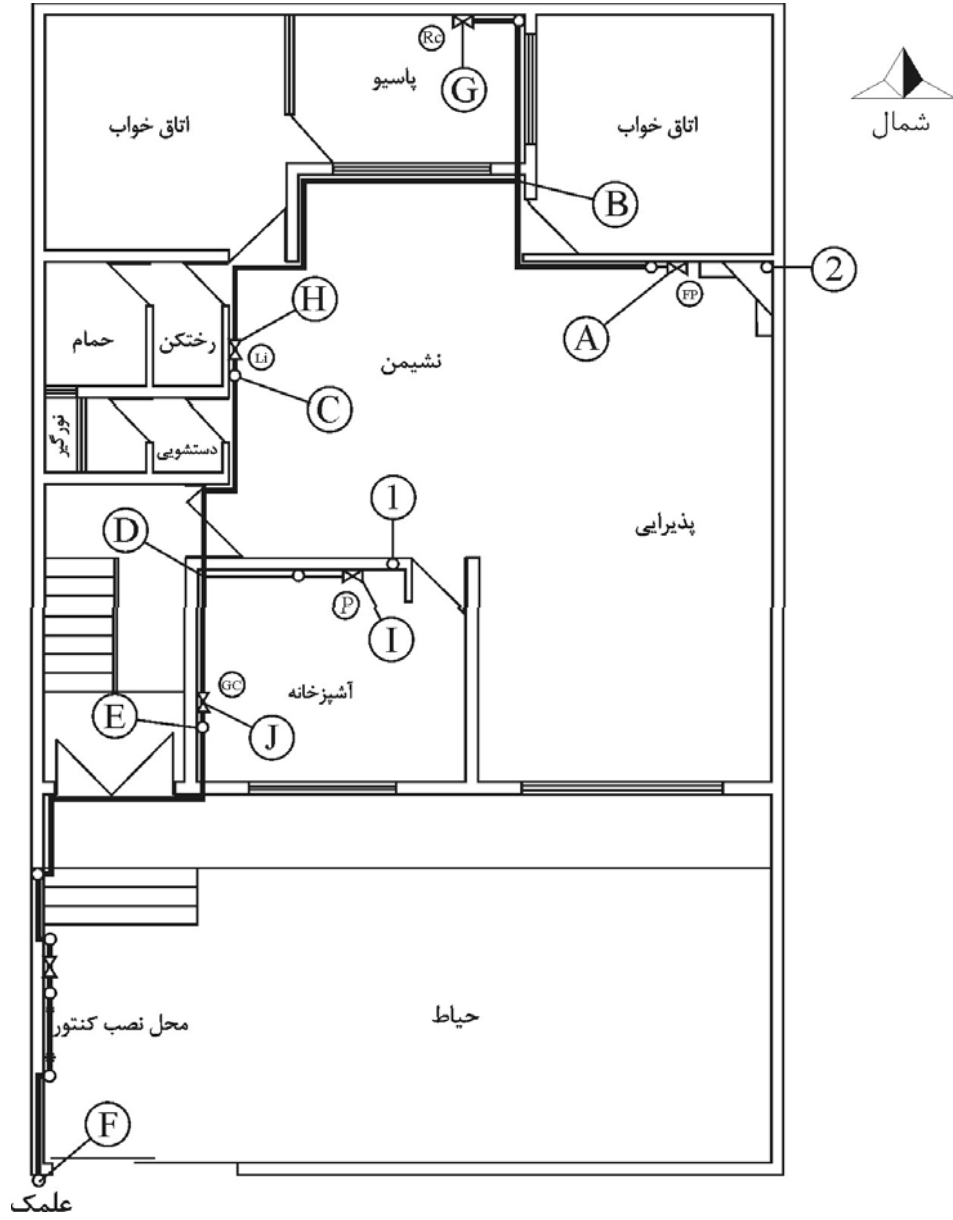 Rc
G
پاسیو
اتاق خواب
اتاق خواب
شمال
B
2
FP
A
H
حمام
رختکن
Li
نشیمن
C
نورگیر
دستشویی
1
D
پذیرایی
P
I
GC
آشپزخانه
E
J
محل نصب کنتور
حیاط
F
علمک